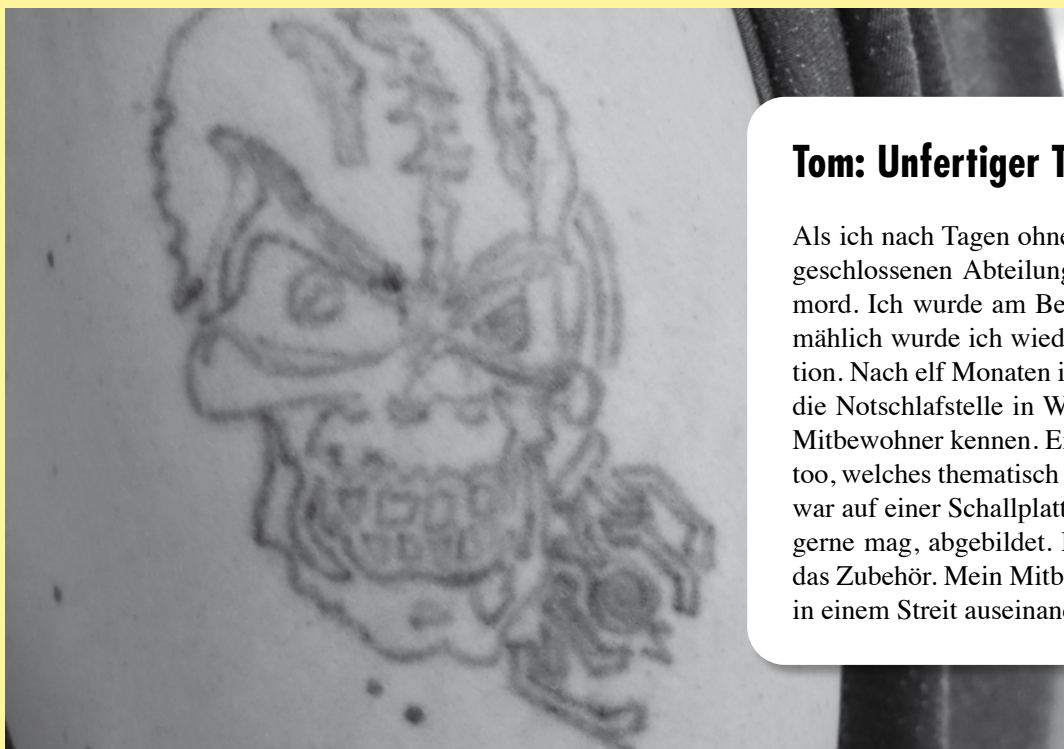 Tom: Unfertiger T
Als ich nach Tagen ohne
geschlossenen Abteilung
mord. Ich wurde am Be
mählich wurde ich wied
tion. Nach elf Monaten i
die Notschlafstelle in W
Mitbewohner kennen. E
too, welches thematisch
war auf einer Schallplatt
gerne mag, abgebildet.
das Zubehör. Mein Mitb
in einem Streit auseinand